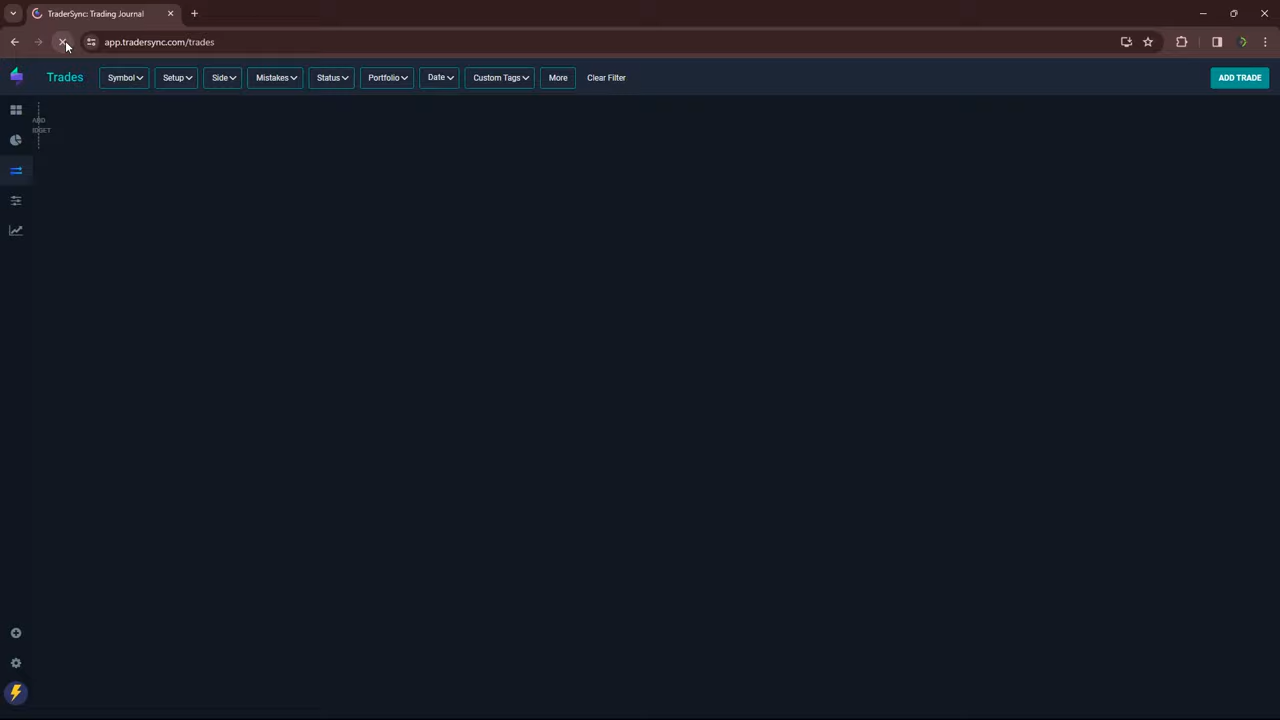 TraderSync: Trading Journal
app.tradersync.com/trades
Trades
Symbol
Setup
Side
Mistakes
Status
Portfolio
Date
Custom Tags
More
Clear Filter
ADD TRADE